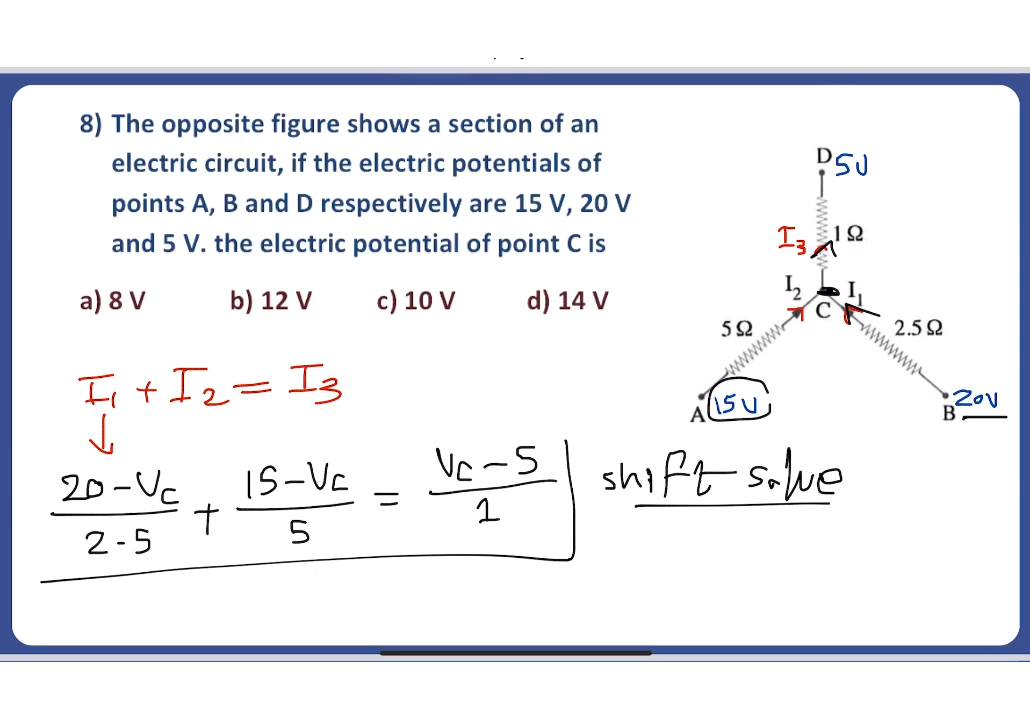 8) The opposite figure shows a section of an
electric circuit, if the electric potentials of
points A, B and D respectively are 15 V, 20 V
and 5 V. the electric potential of point C is
a) 8 V b) 12 V c) 10 V d) 14 V
D 5V
I3 1 Ω
I2 C I1
5 Ω 2.5 Ω
A 15V B 20V
I1 + I2 = I3
↓
20-VC/2.5 + 15-VC/5 = VC-5/1
shift solve